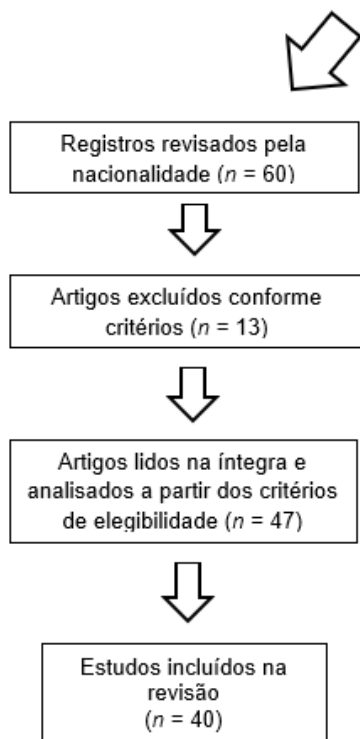 Registros revisados pela
nacionalidade (n = 60)
Artigos excluídos conforme
critérios (n = 13)
Artigos lidos na íntegra e
analisados a partir dos critérios
de elegibilidade (n = 47)
Estudos incluídos na
revisão
(n = 40)